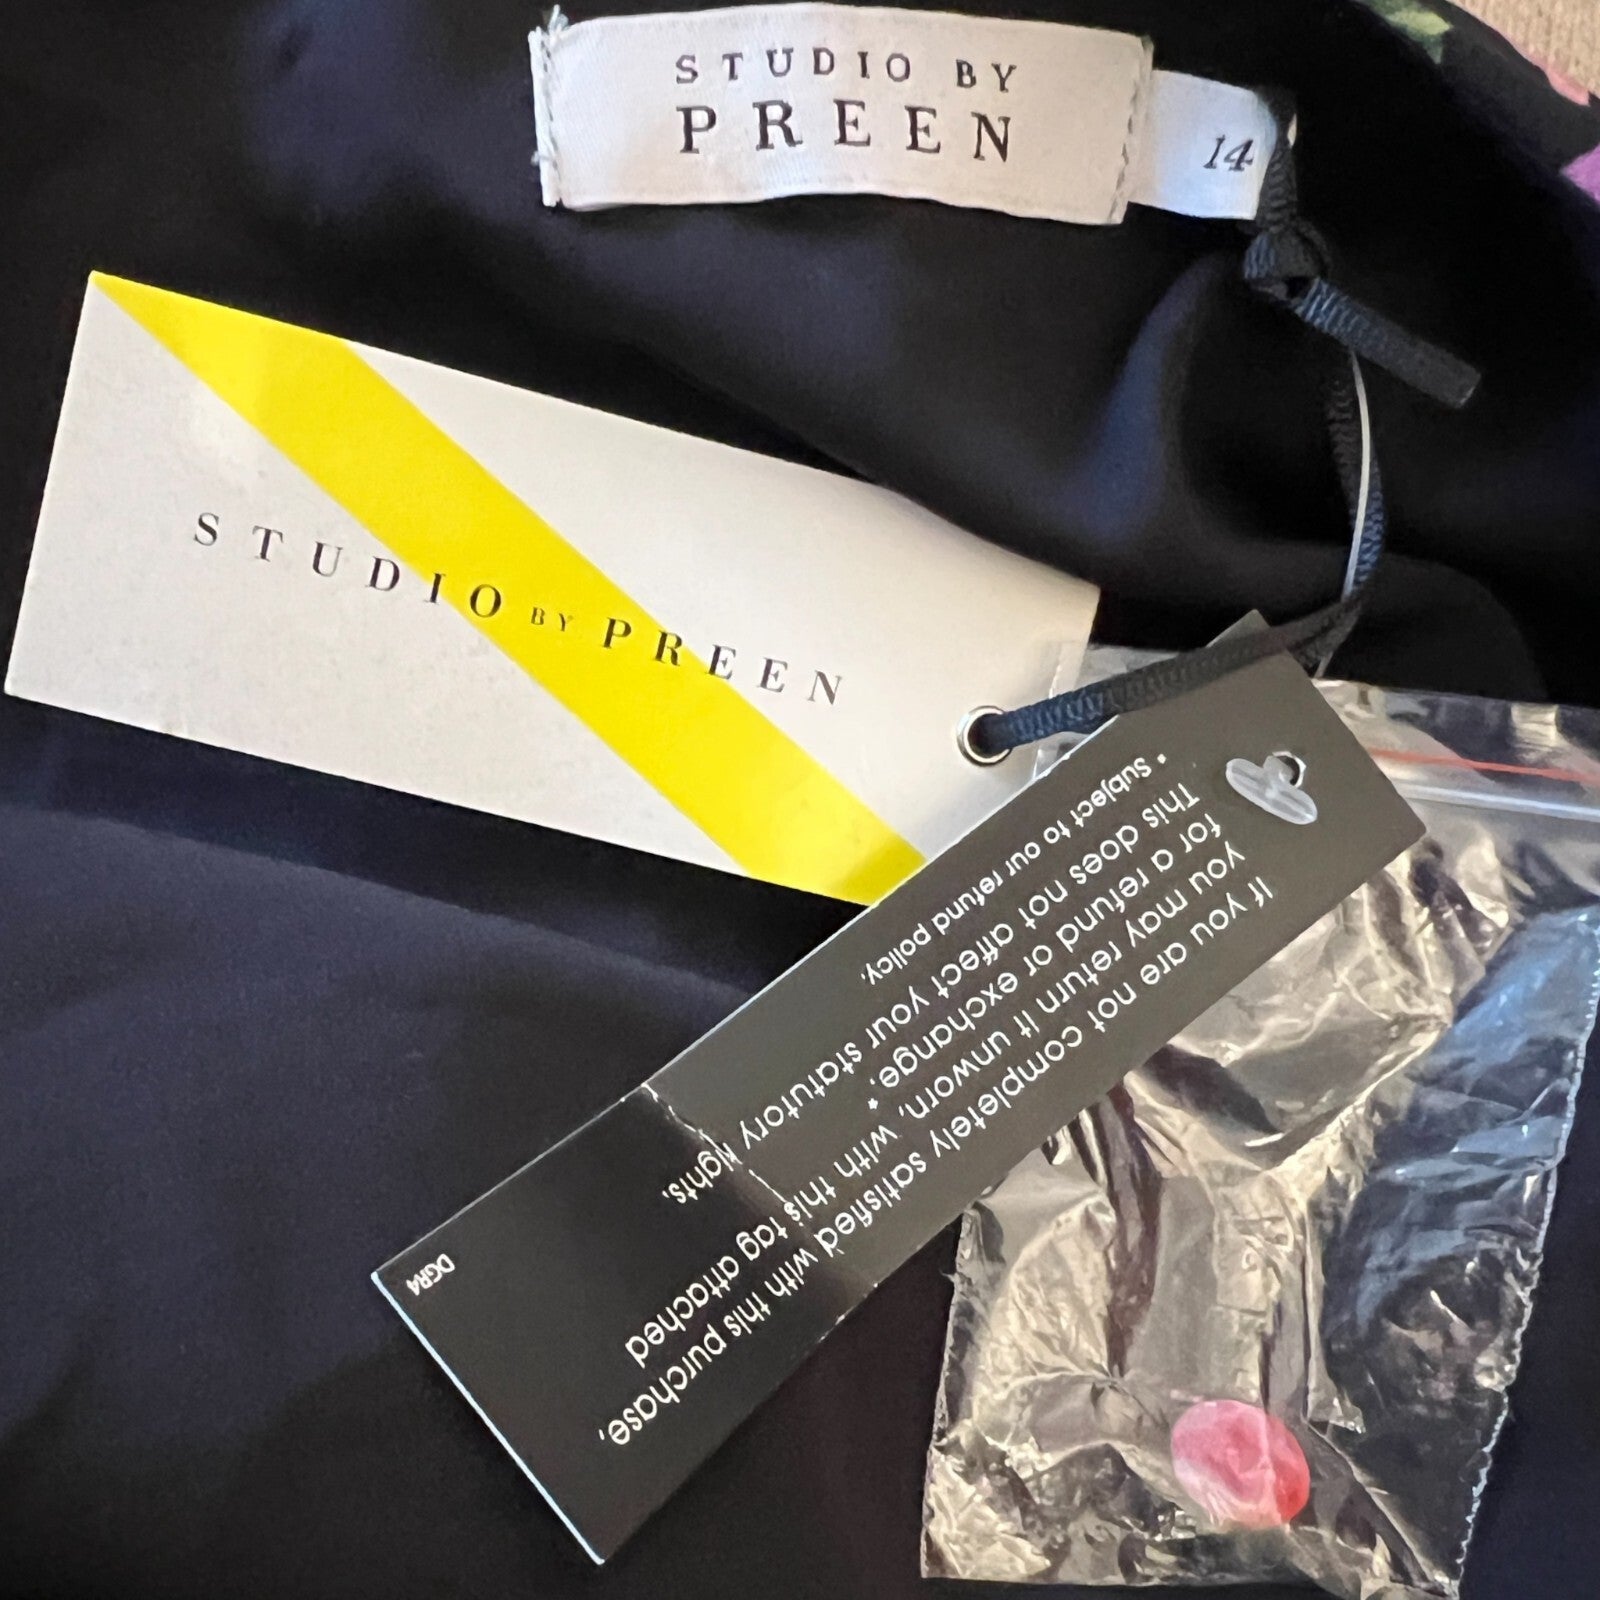 STUDIO BY
PREEN
14
STUDIO BY PREEN
If you are not completely satisfied with this purchase,
you may return it unworn, with this tag attached
for a refund or exchange.*
This does not affect your statutory rights.
* Subject to our refund policy.
DGR4